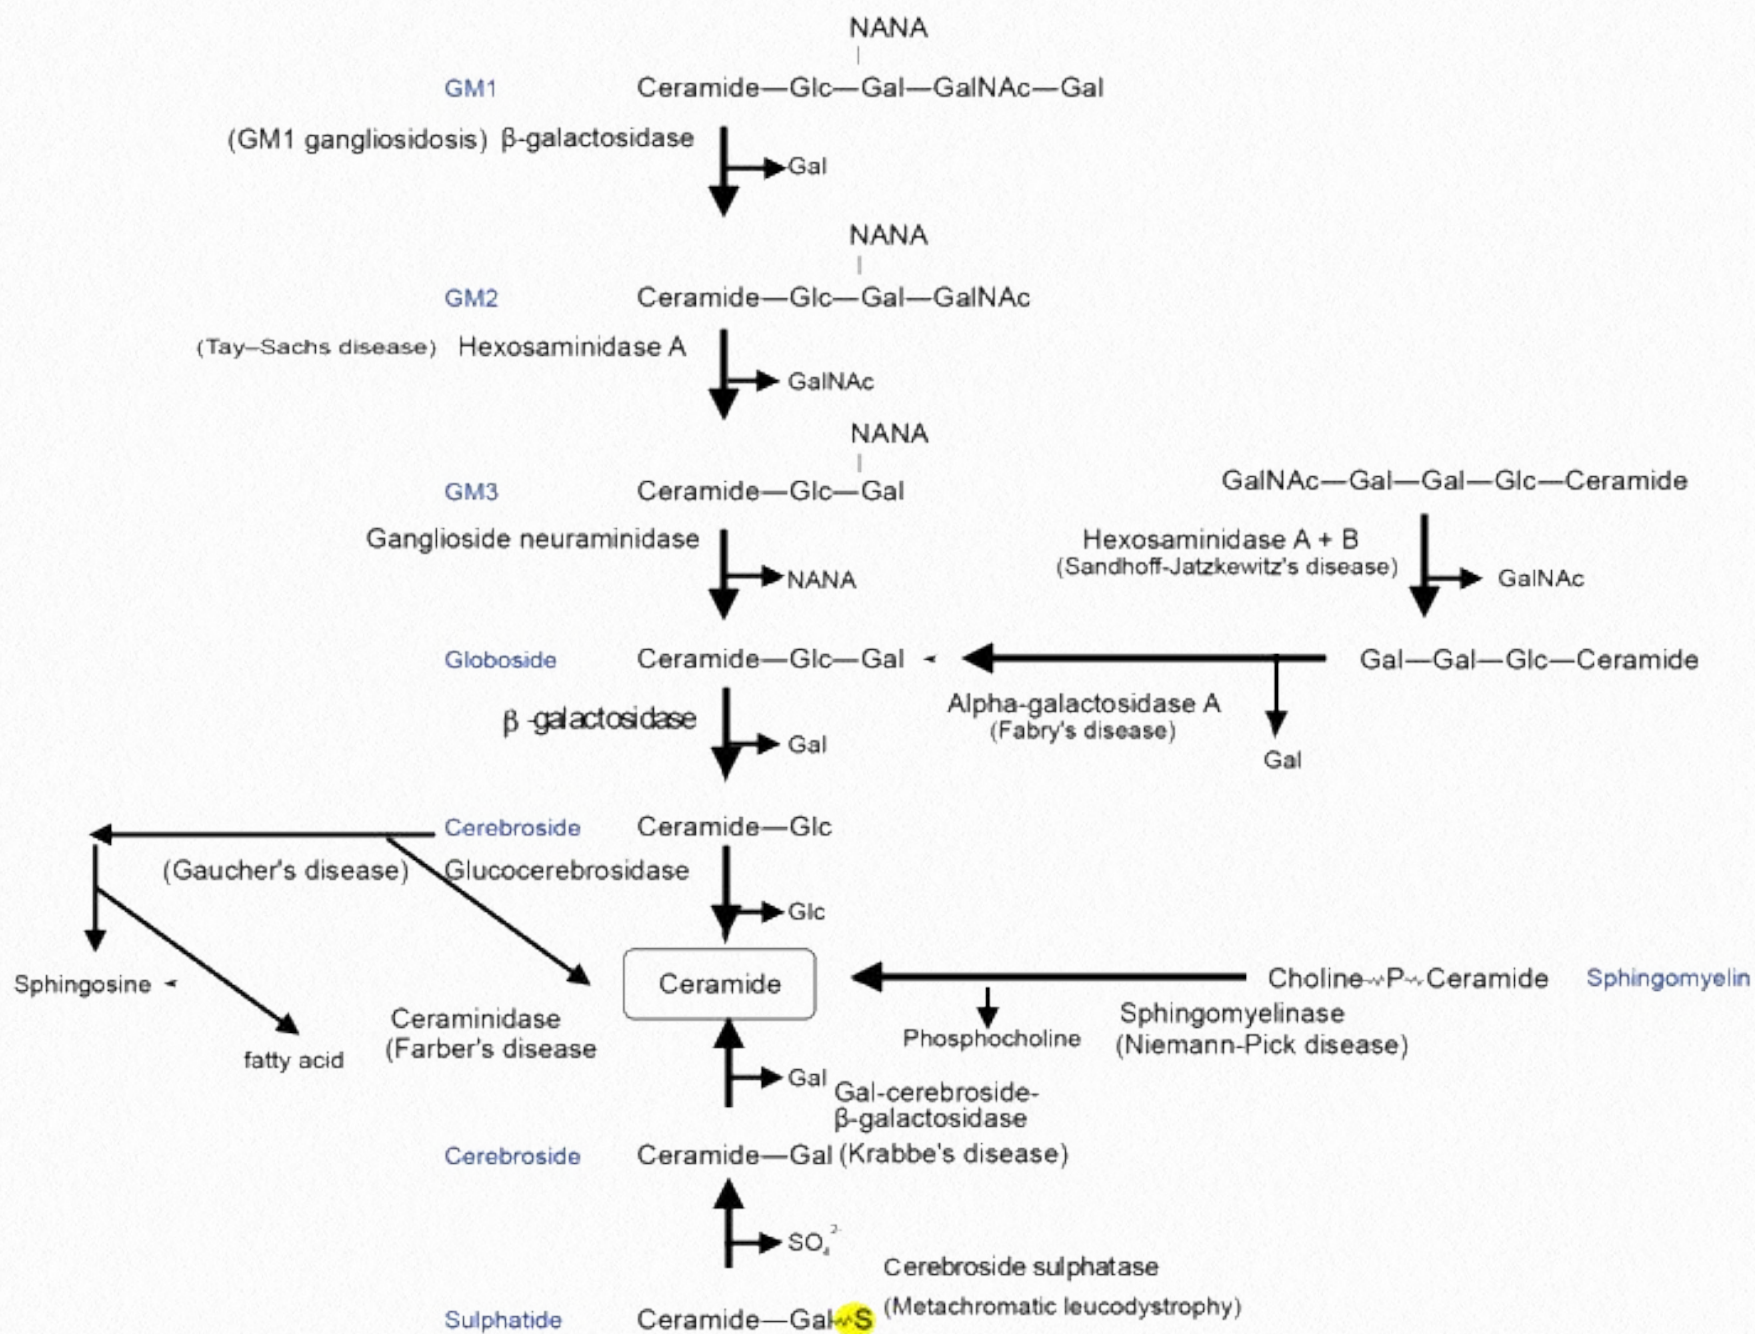 NANA
GM1 Ceramide—Glc—Gal—GalNAc—Gal
(GM1 gangliosidosis) β-galactosidase
Gal
NANA
GM2 Ceramide—Glc—Gal—GalNAc
(Tay–Sachs disease) Hexosaminidase A
GalNAc
NANA
GM3 Ceramide—Glc—Gal
GalNAc—Gal—Gal—Glc—Ceramide
Ganglioside neuraminidase
Hexosaminidase A + B
(Sandhoff-Jatzkewitz's disease)
NANA
GalNAc
Globoside Ceramide—Glc—Gal
Gal—Gal—Glc—Ceramide
β -galactosidase
Alpha-galactosidase A
(Fabry's disease)
Gal
Gal
Cerebroside Ceramide—Glc
(Gaucher's disease) Glucocerebrosidase
Glc
Sphingosine
Ceramide
Choline~P~Ceramide Sphingomyelin
Ceraminidase
(Farber's disease
fatty acid
Phosphocholine
Sphingomyelinase
(Niemann-Pick disease)
Gal
Gal-cerebroside-
β-galactosidase
Cerebroside Ceramide—Gal (Krabbe's disease)
SO₄²⁻
Cerebroside sulphatase
(Metachromatic leucodystrophy)
Sulphatide Ceramide—Gal~S